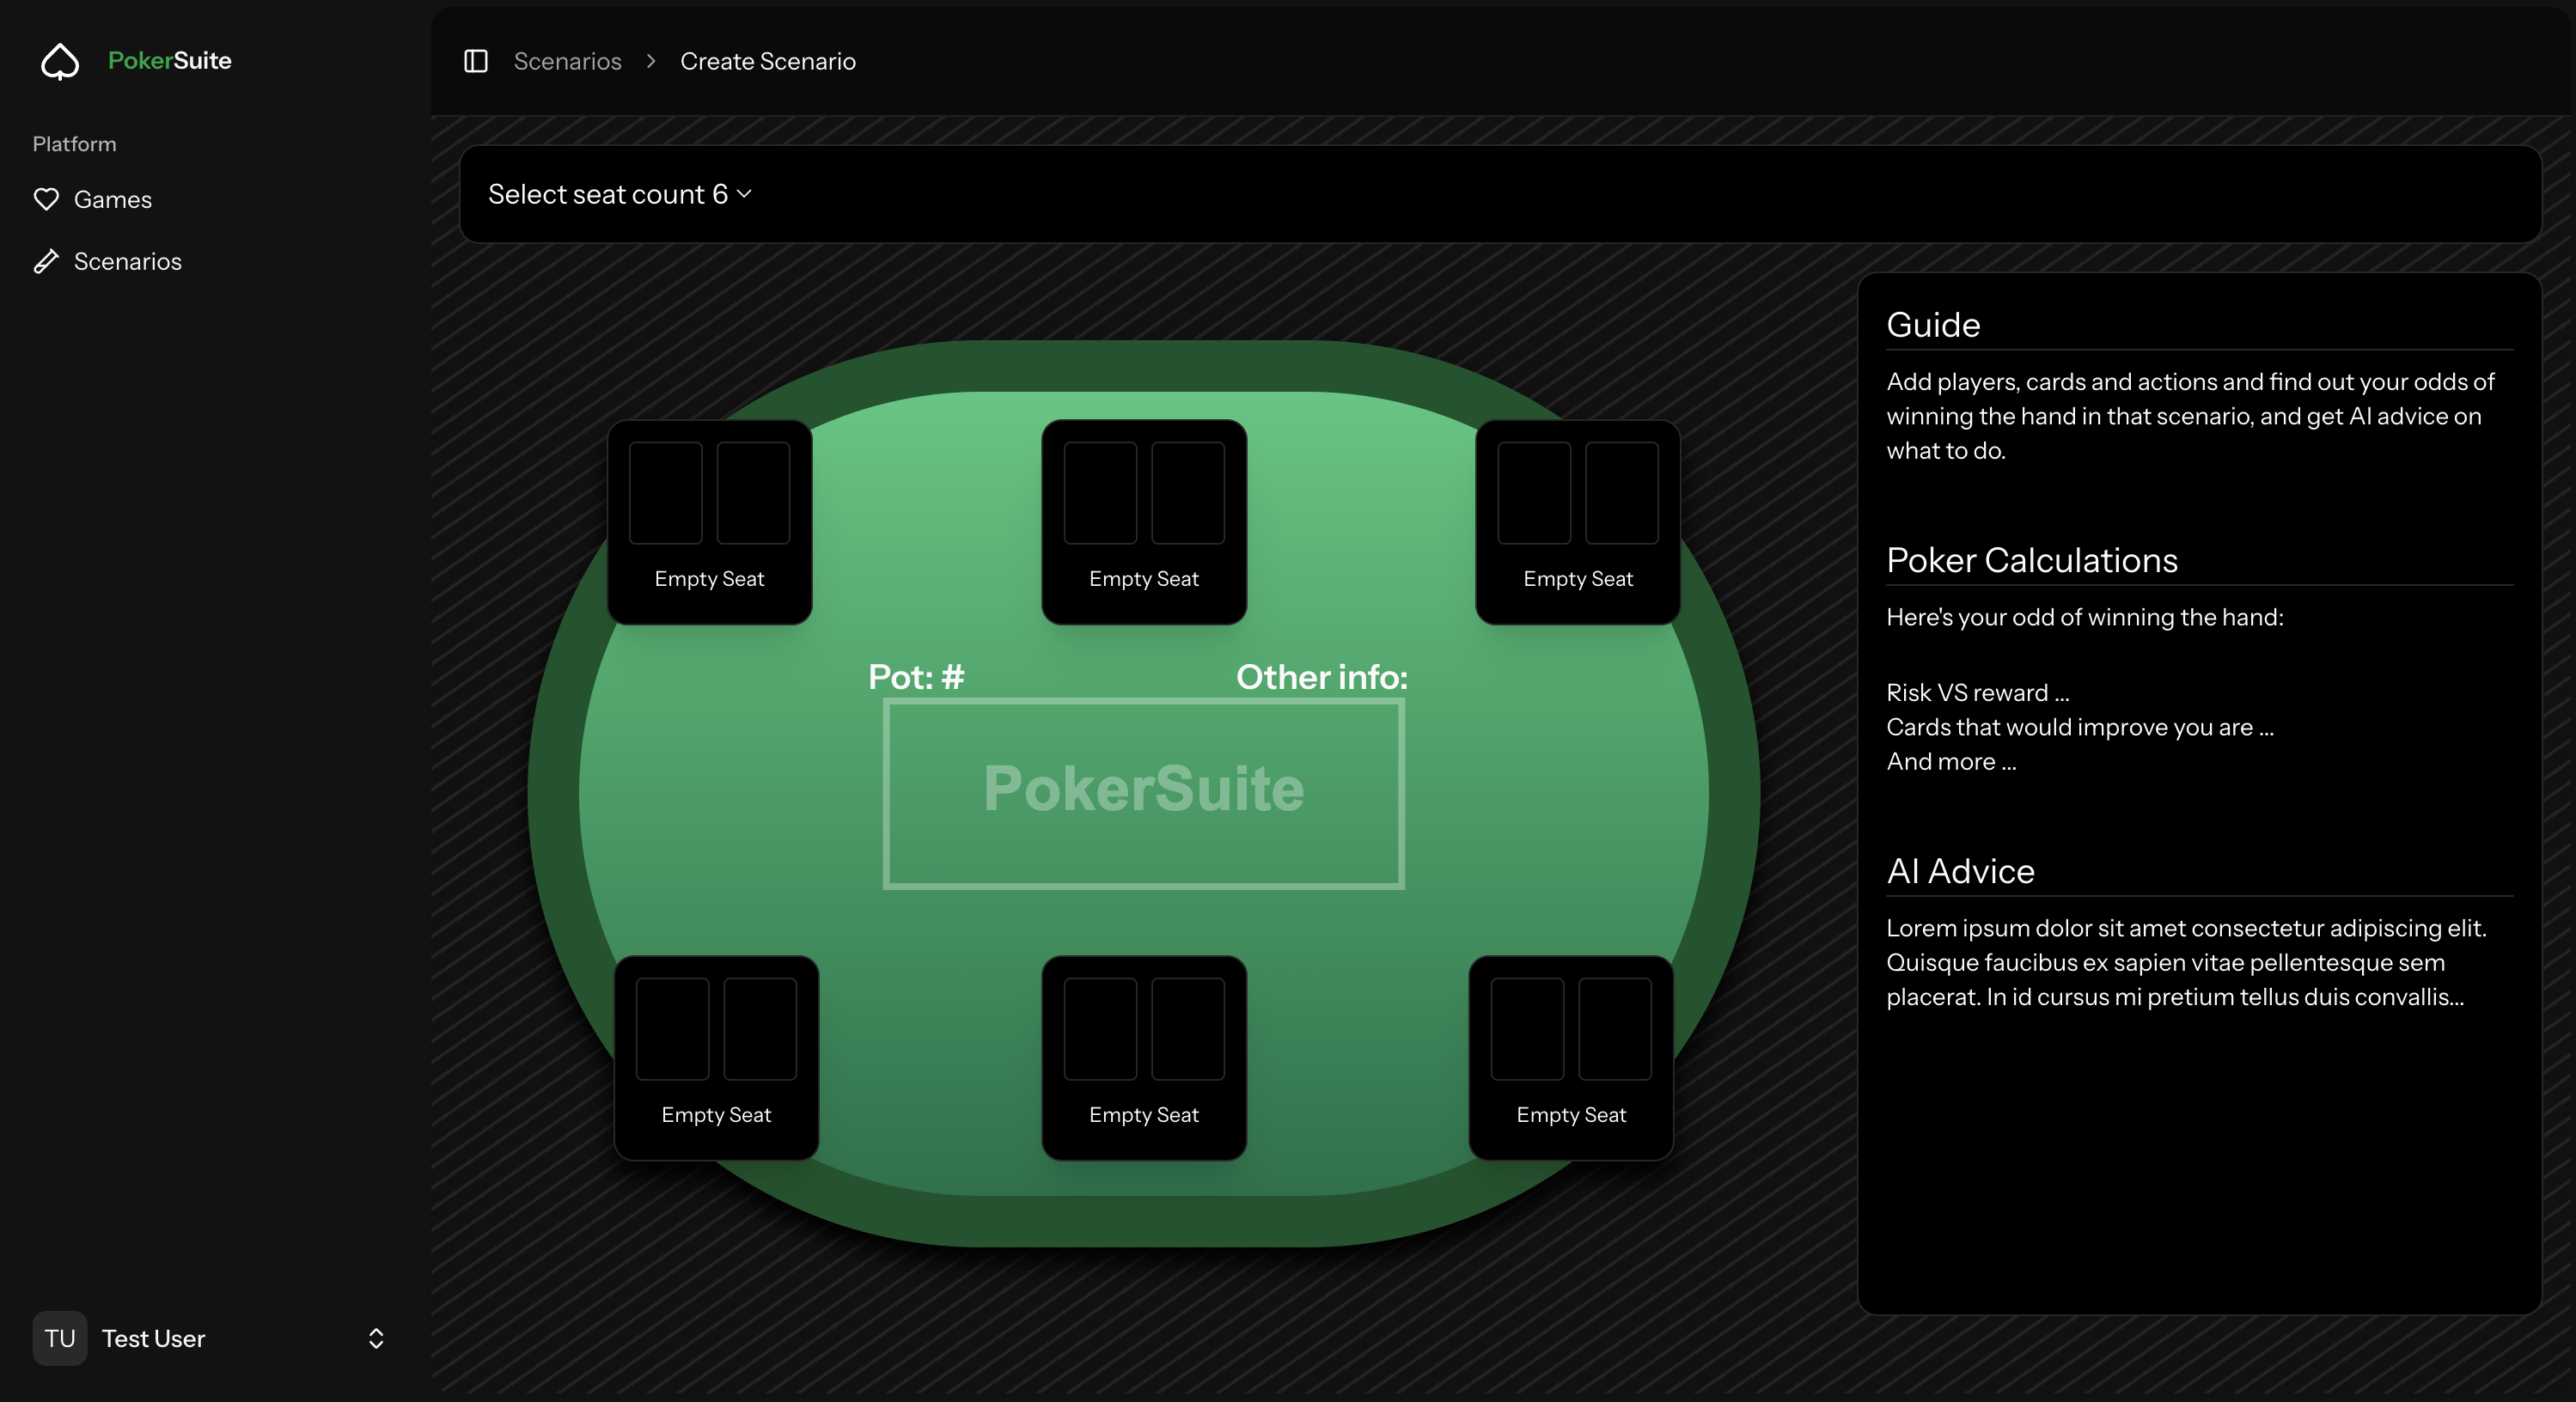 PokerSuite
Platform
Games
Scenarios
TU Test User
Scenarios > Create Scenario
Select seat count 6
Empty Seat
Empty Seat
Empty Seat
Pot: #
Other info:
PokerSuite
Empty Seat
Empty Seat
Empty Seat
Guide
Add players, cards and actions and find out your odds of
winning the hand in that scenario, and get AI advice on
what to do.
Poker Calculations
Here's your odd of winning the hand:
Risk VS reward ...
Cards that would improve you are ...
And more ...
AI Advice
Lorem ipsum dolor sit amet consectetur adipiscing elit.
Quisque faucibus ex sapien vitae pellentesque sem
placerat. In id cursus mi pretium tellus duis convallis...